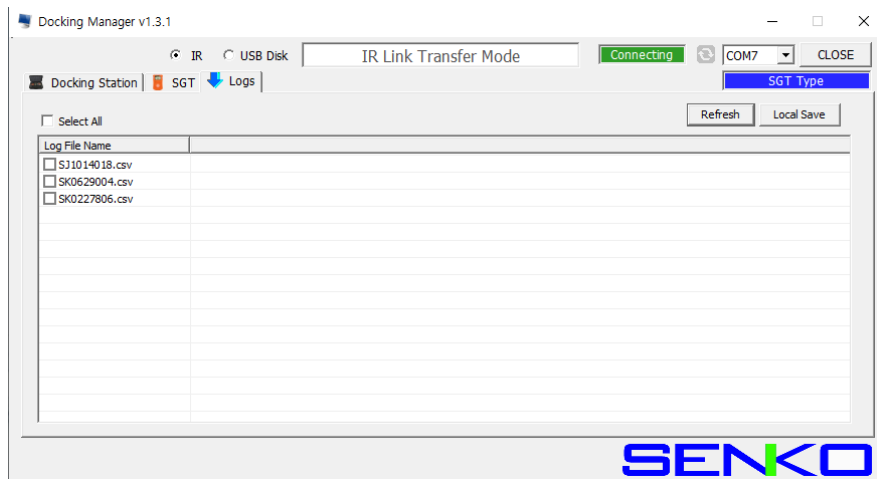 Docking Manager v1.3.1
IR USB Disk IR Link Transfer Mode Connecting COM7 CLOSE
Docking Station SGT Logs SGT Type
Select All Refresh Local Save
Log File Name
SJ1014018.csv
SK0629004.csv
SK0227806.csv
SENKO